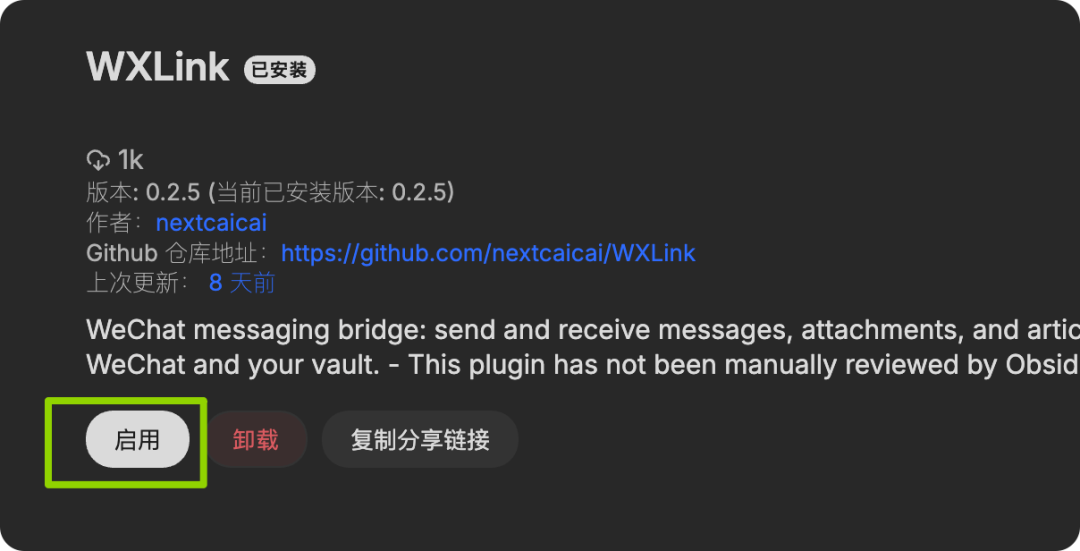 WXLink 已安装
1k
版本: 0.2.5 (当前已安装版本: 0.2.5)
作者： nextcaicai
Github 仓库地址： https://github.com/nextcaicai/WXLink
上次更新： 8 天前
WeChat messaging bridge: send and receive messages, attachments, and artic
WeChat and your vault. - This plugin has not been manually reviewed by Obsid
启用 卸载 复制分享链接